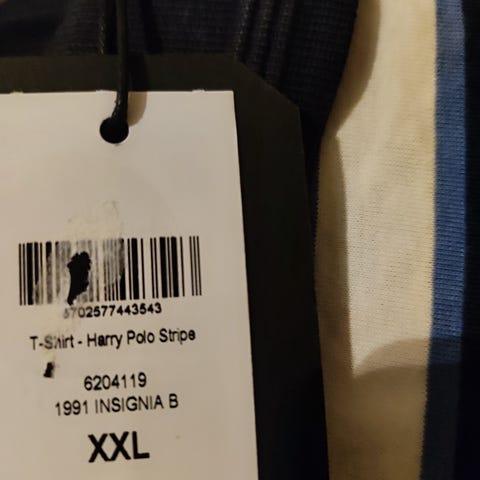 5702577443543
T-Shirt - Harry Polo Stripe
6204119
1991 INSIGNIA B
XXL